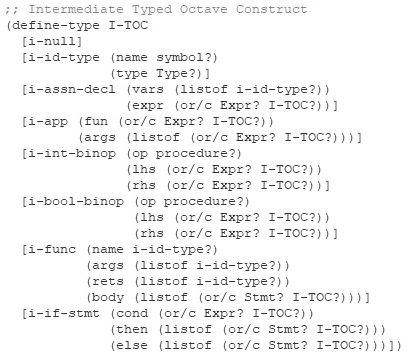 ;; Intermediate Typed Octave Construct
(define-type I-TOC
  [i-null]
  [i-id-type (name symbol?)
             (type Type?)]
  [i-assn-decl (vars (listof i-id-type?))
               (expr (or/c Expr? I-TOC?))]
  [i-app (fun (or/c Expr? I-TOC?))
         (args (listof (or/c Expr? I-TOC?)))]
  [i-int-binop (op procedure?)
               (lhs (or/c Expr? I-TOC?))
               (rhs (or/c Expr? I-TOC?))]
  [i-bool-binop (op procedure?)
                (lhs (or/c Expr? I-TOC?))
                (rhs (or/c Expr? I-TOC?))]
  [i-func (name i-id-type?)
          (args (listof i-id-type?))
          (rets (listof i-id-type?))
          (body (listof (or/c Stmt? I-TOC?)))]
  [i-if-stmt (cond (or/c Expr? I-TOC?))
             (then (listof (or/c Stmt? I-TOC?)))
             (else (listof (or/c Stmt? I-TOC?)))])